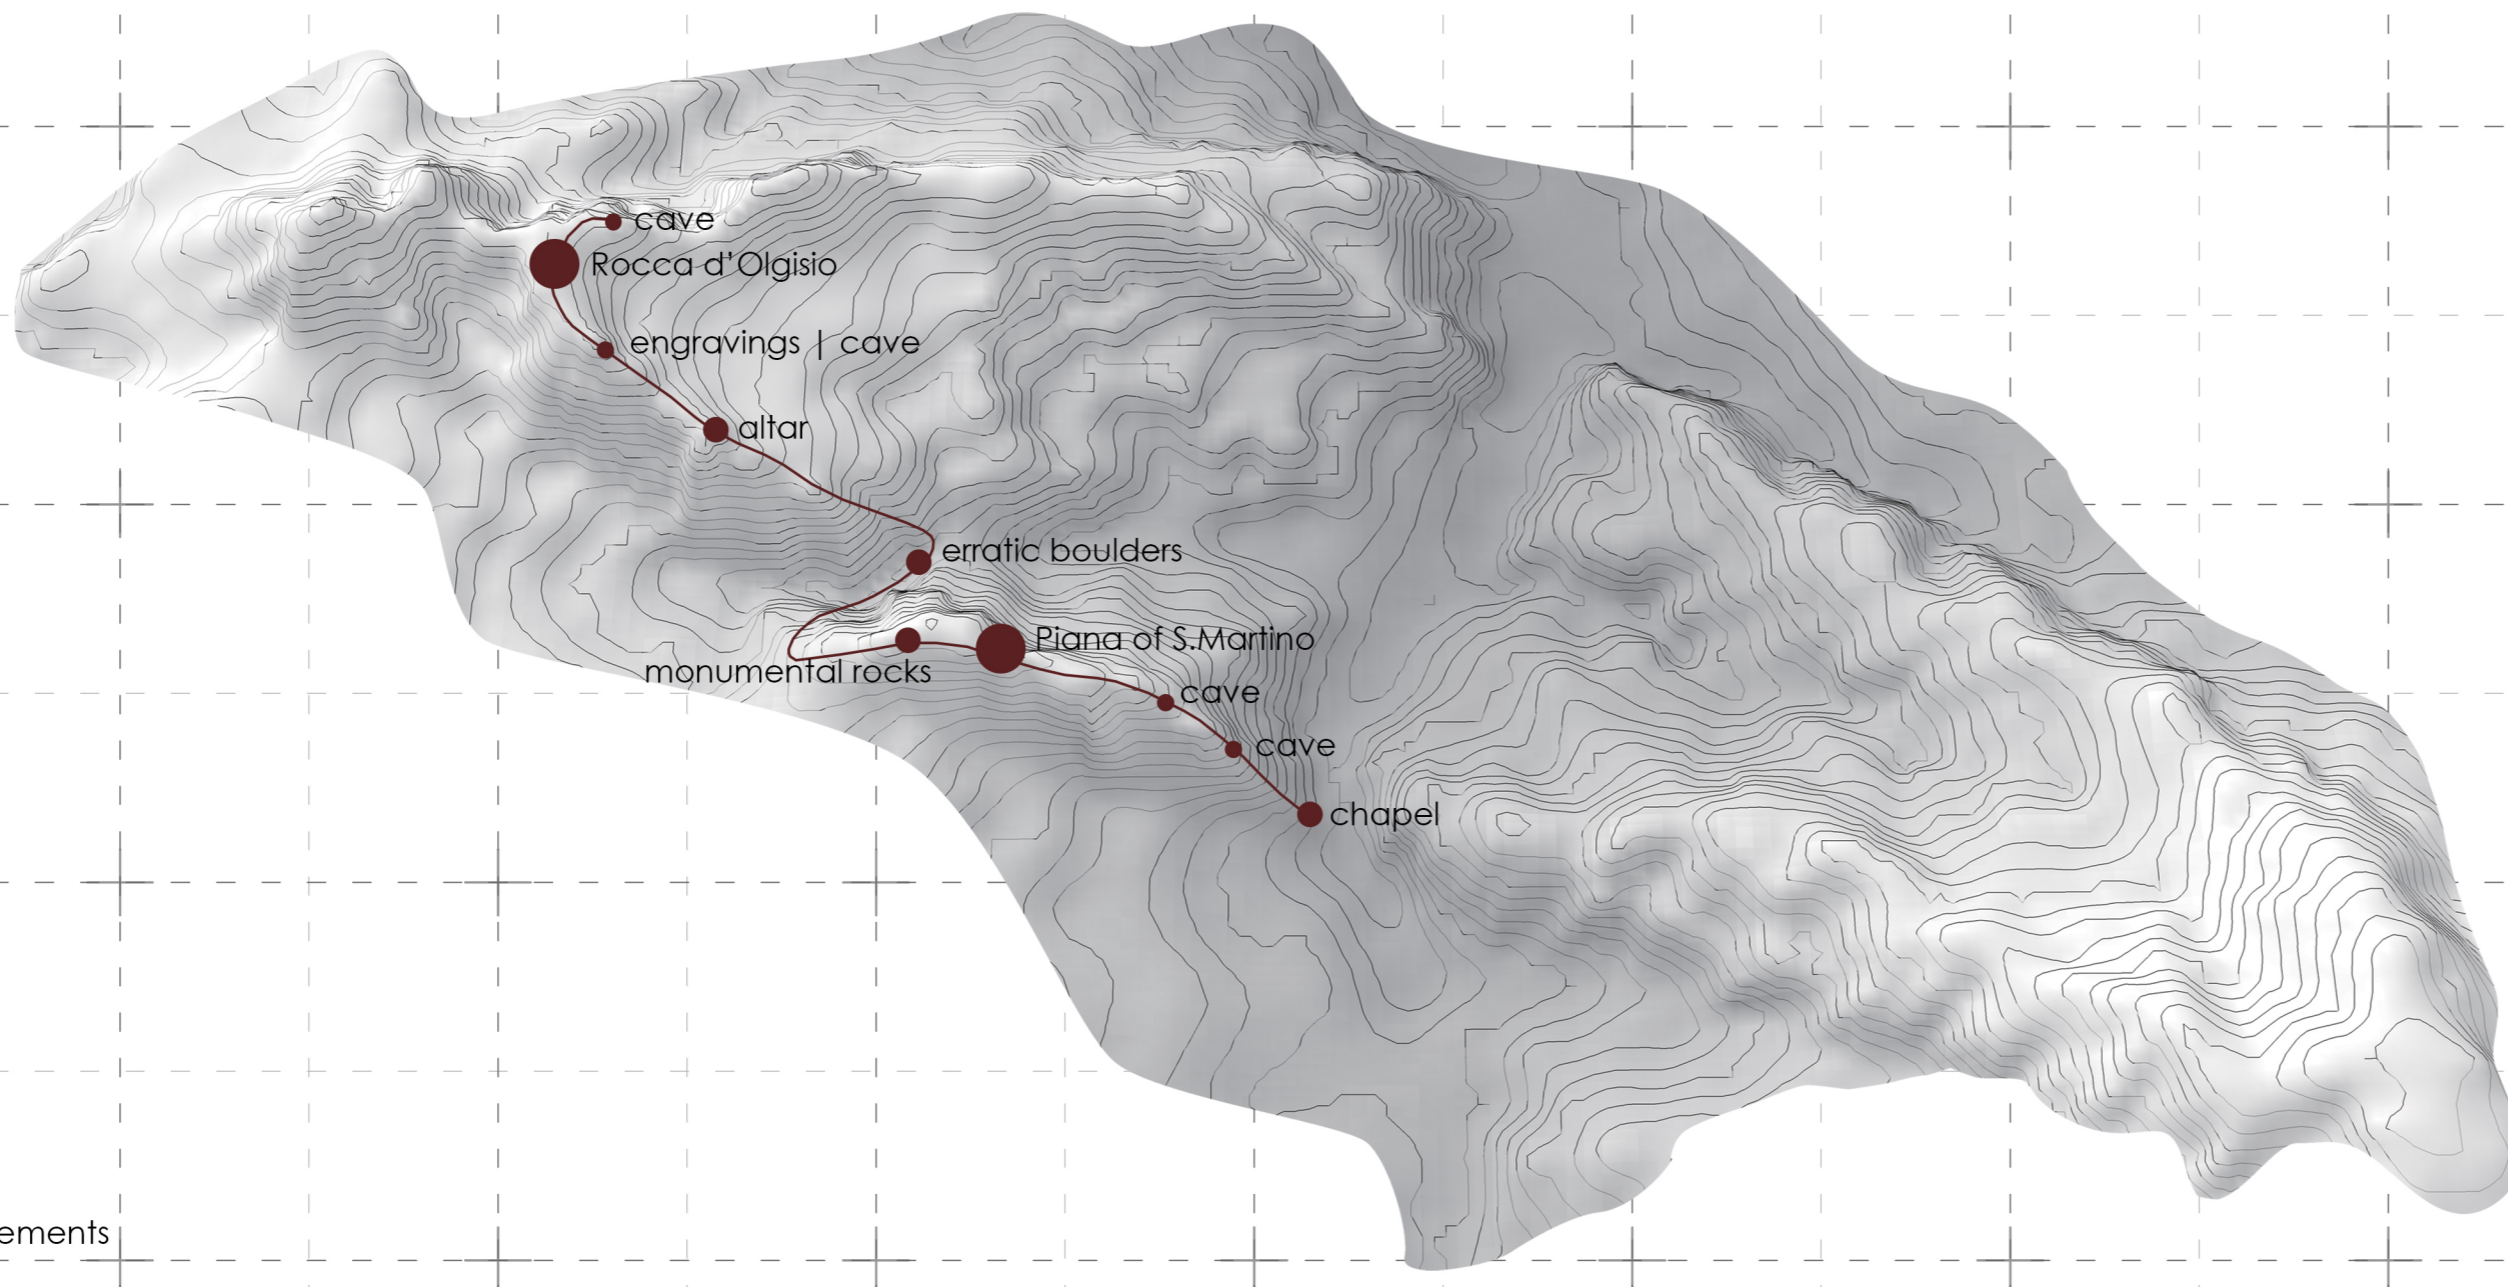 cave
Rocca d'Olgisio
engravings | cave
altar
erratic boulders
Piana of S.Martino
monumental rocks
cave
cave
chapel
ements